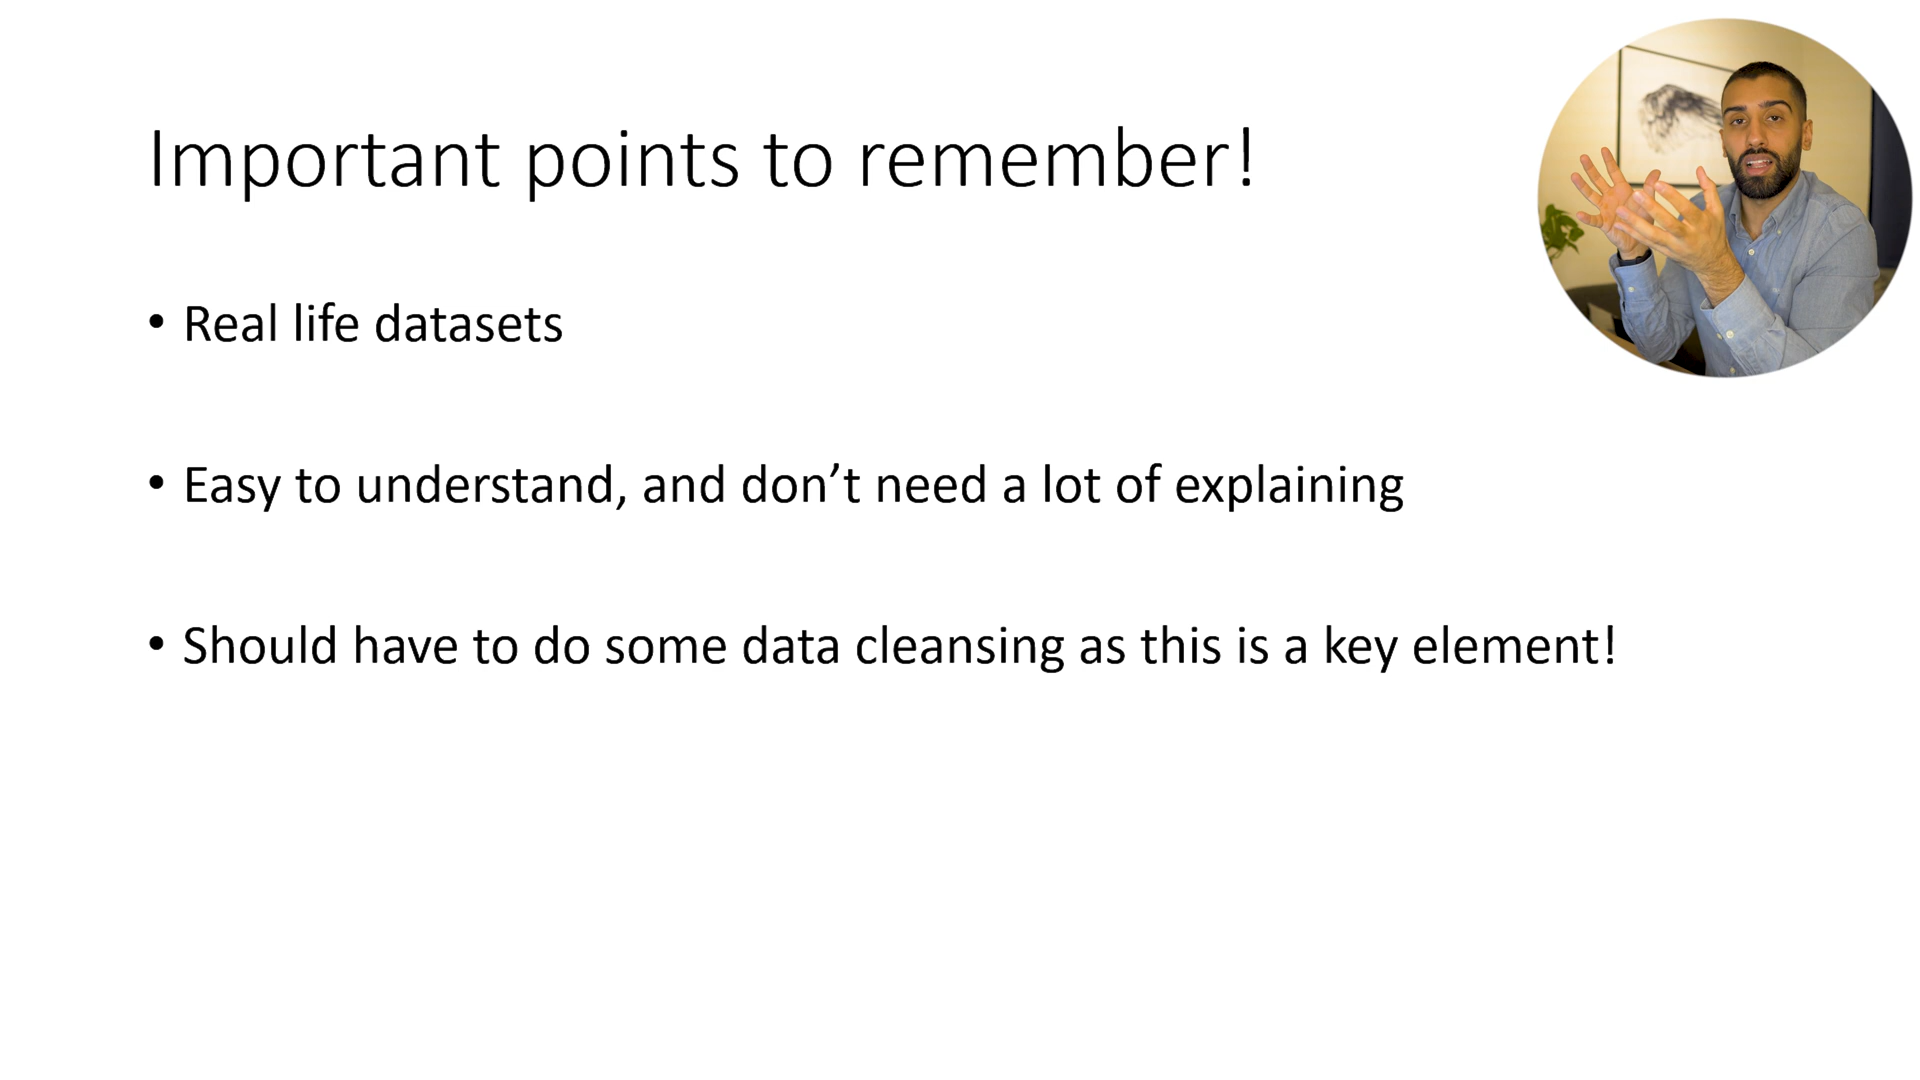 Important points to remember!
• Real life datasets
• Easy to understand, and don’t need a lot of explaining
• Should have to do some data cleansing as this is a key element!